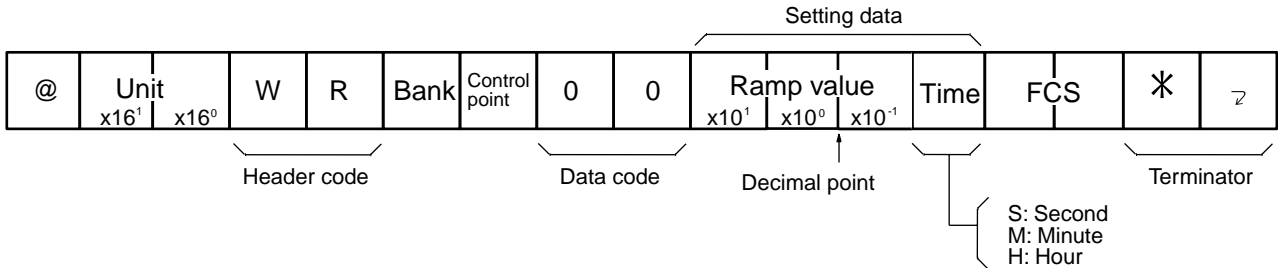 Setting data
@ Unit W R Bank Control point 0 0 Ramp value Time FCS *
x16¹ x16⁰ x10¹ x10⁰ x10⁻¹
Header code Data code Decimal point Terminator
S: Second
M: Minute
H: Hour